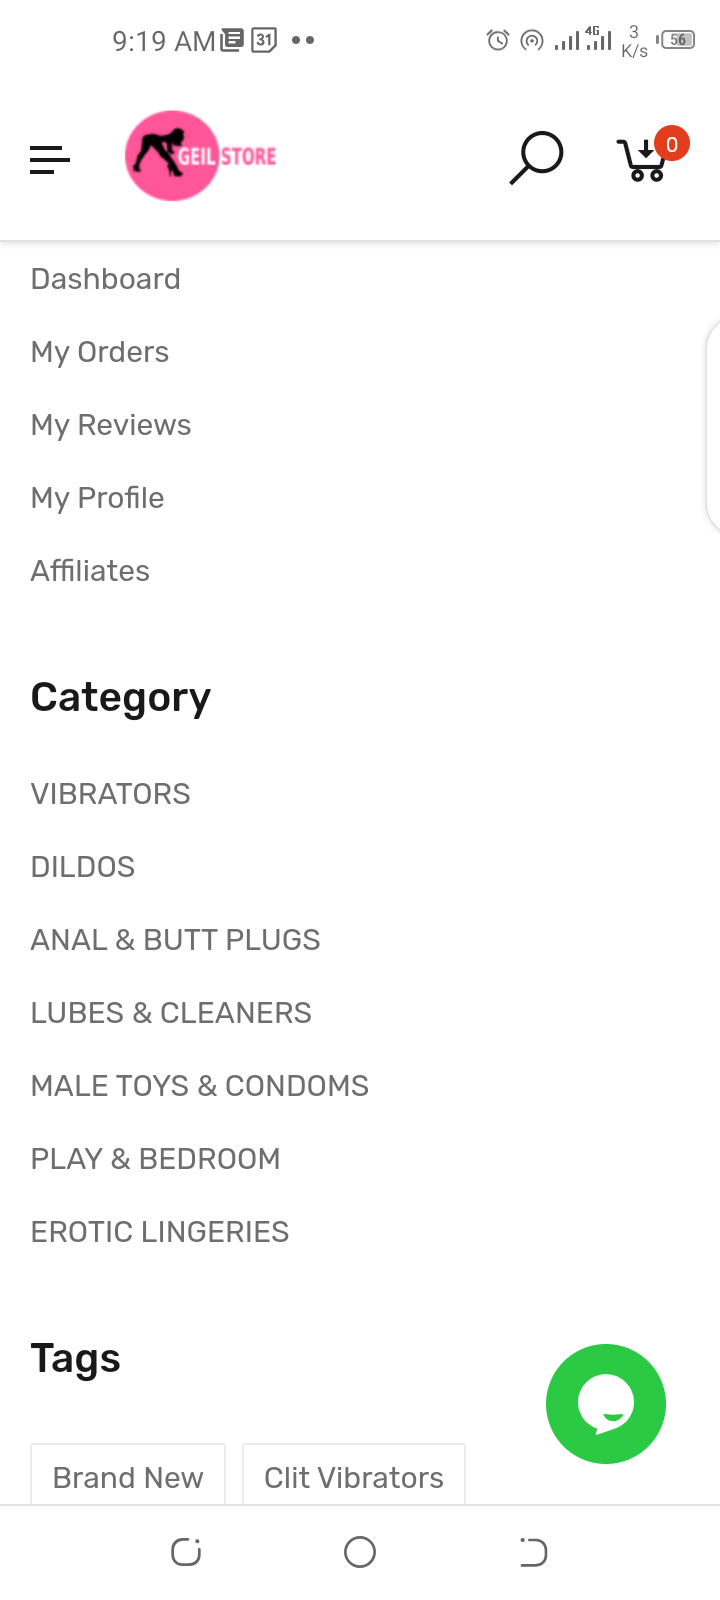 9:19 AM 31 4G 3 K/s 56
GEIL STORE 0
Dashboard
My Orders
My Reviews
My Profile
Affiliates
Category
VIBRATORS
DILDOS
ANAL & BUTT PLUGS
LUBES & CLEANERS
MALE TOYS & CONDOMS
PLAY & BEDROOM
EROTIC LINGERIES
Tags
Brand New Clit Vibrators